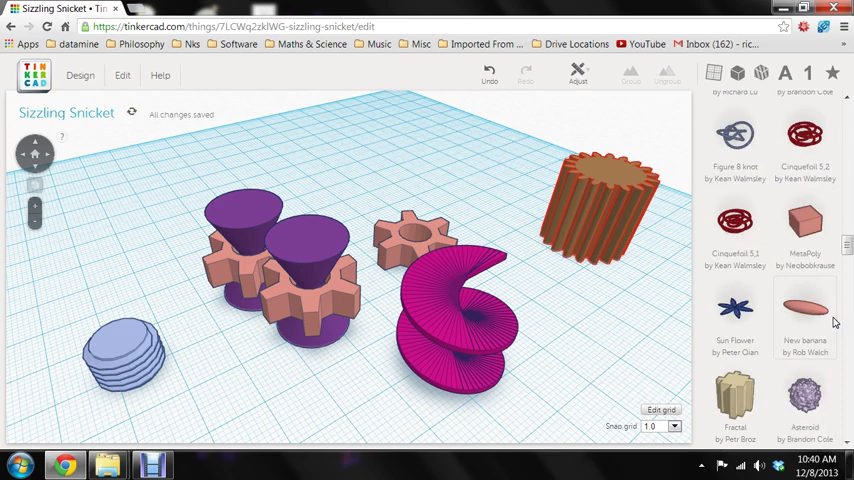 Sizzling Snicket | Tin
https://tinkercad.com/things/7LCWq2zklWG-sizzling-snicket/edit
Apps datamine Philosophy Nks Software Maths & Science Music Misc Imported From ... Drive Locations YouTube Inbox (162) - ric...
TIN
KER
CAD
Design Edit Help
Undo Redo Adjust Group Ungroup
by Richard Lu by Brandon Cole
Sizzling Snicket All changes saved
?
Figure 8 knot
by Kean Walmsley
Cinquefoil 5,2
by Kean Walmsley
Cinquefoil 5,1
by Kean Walmsley
MetaPoly
by Neobobkrause
Sun Flower
by Peter Qian
New banana
by Rob Walch
Fractal
by Petr Broz
Asteroid
by Brandon Cole
Edit grid
Snap grid 1.0
10:40 AM
12/8/2013